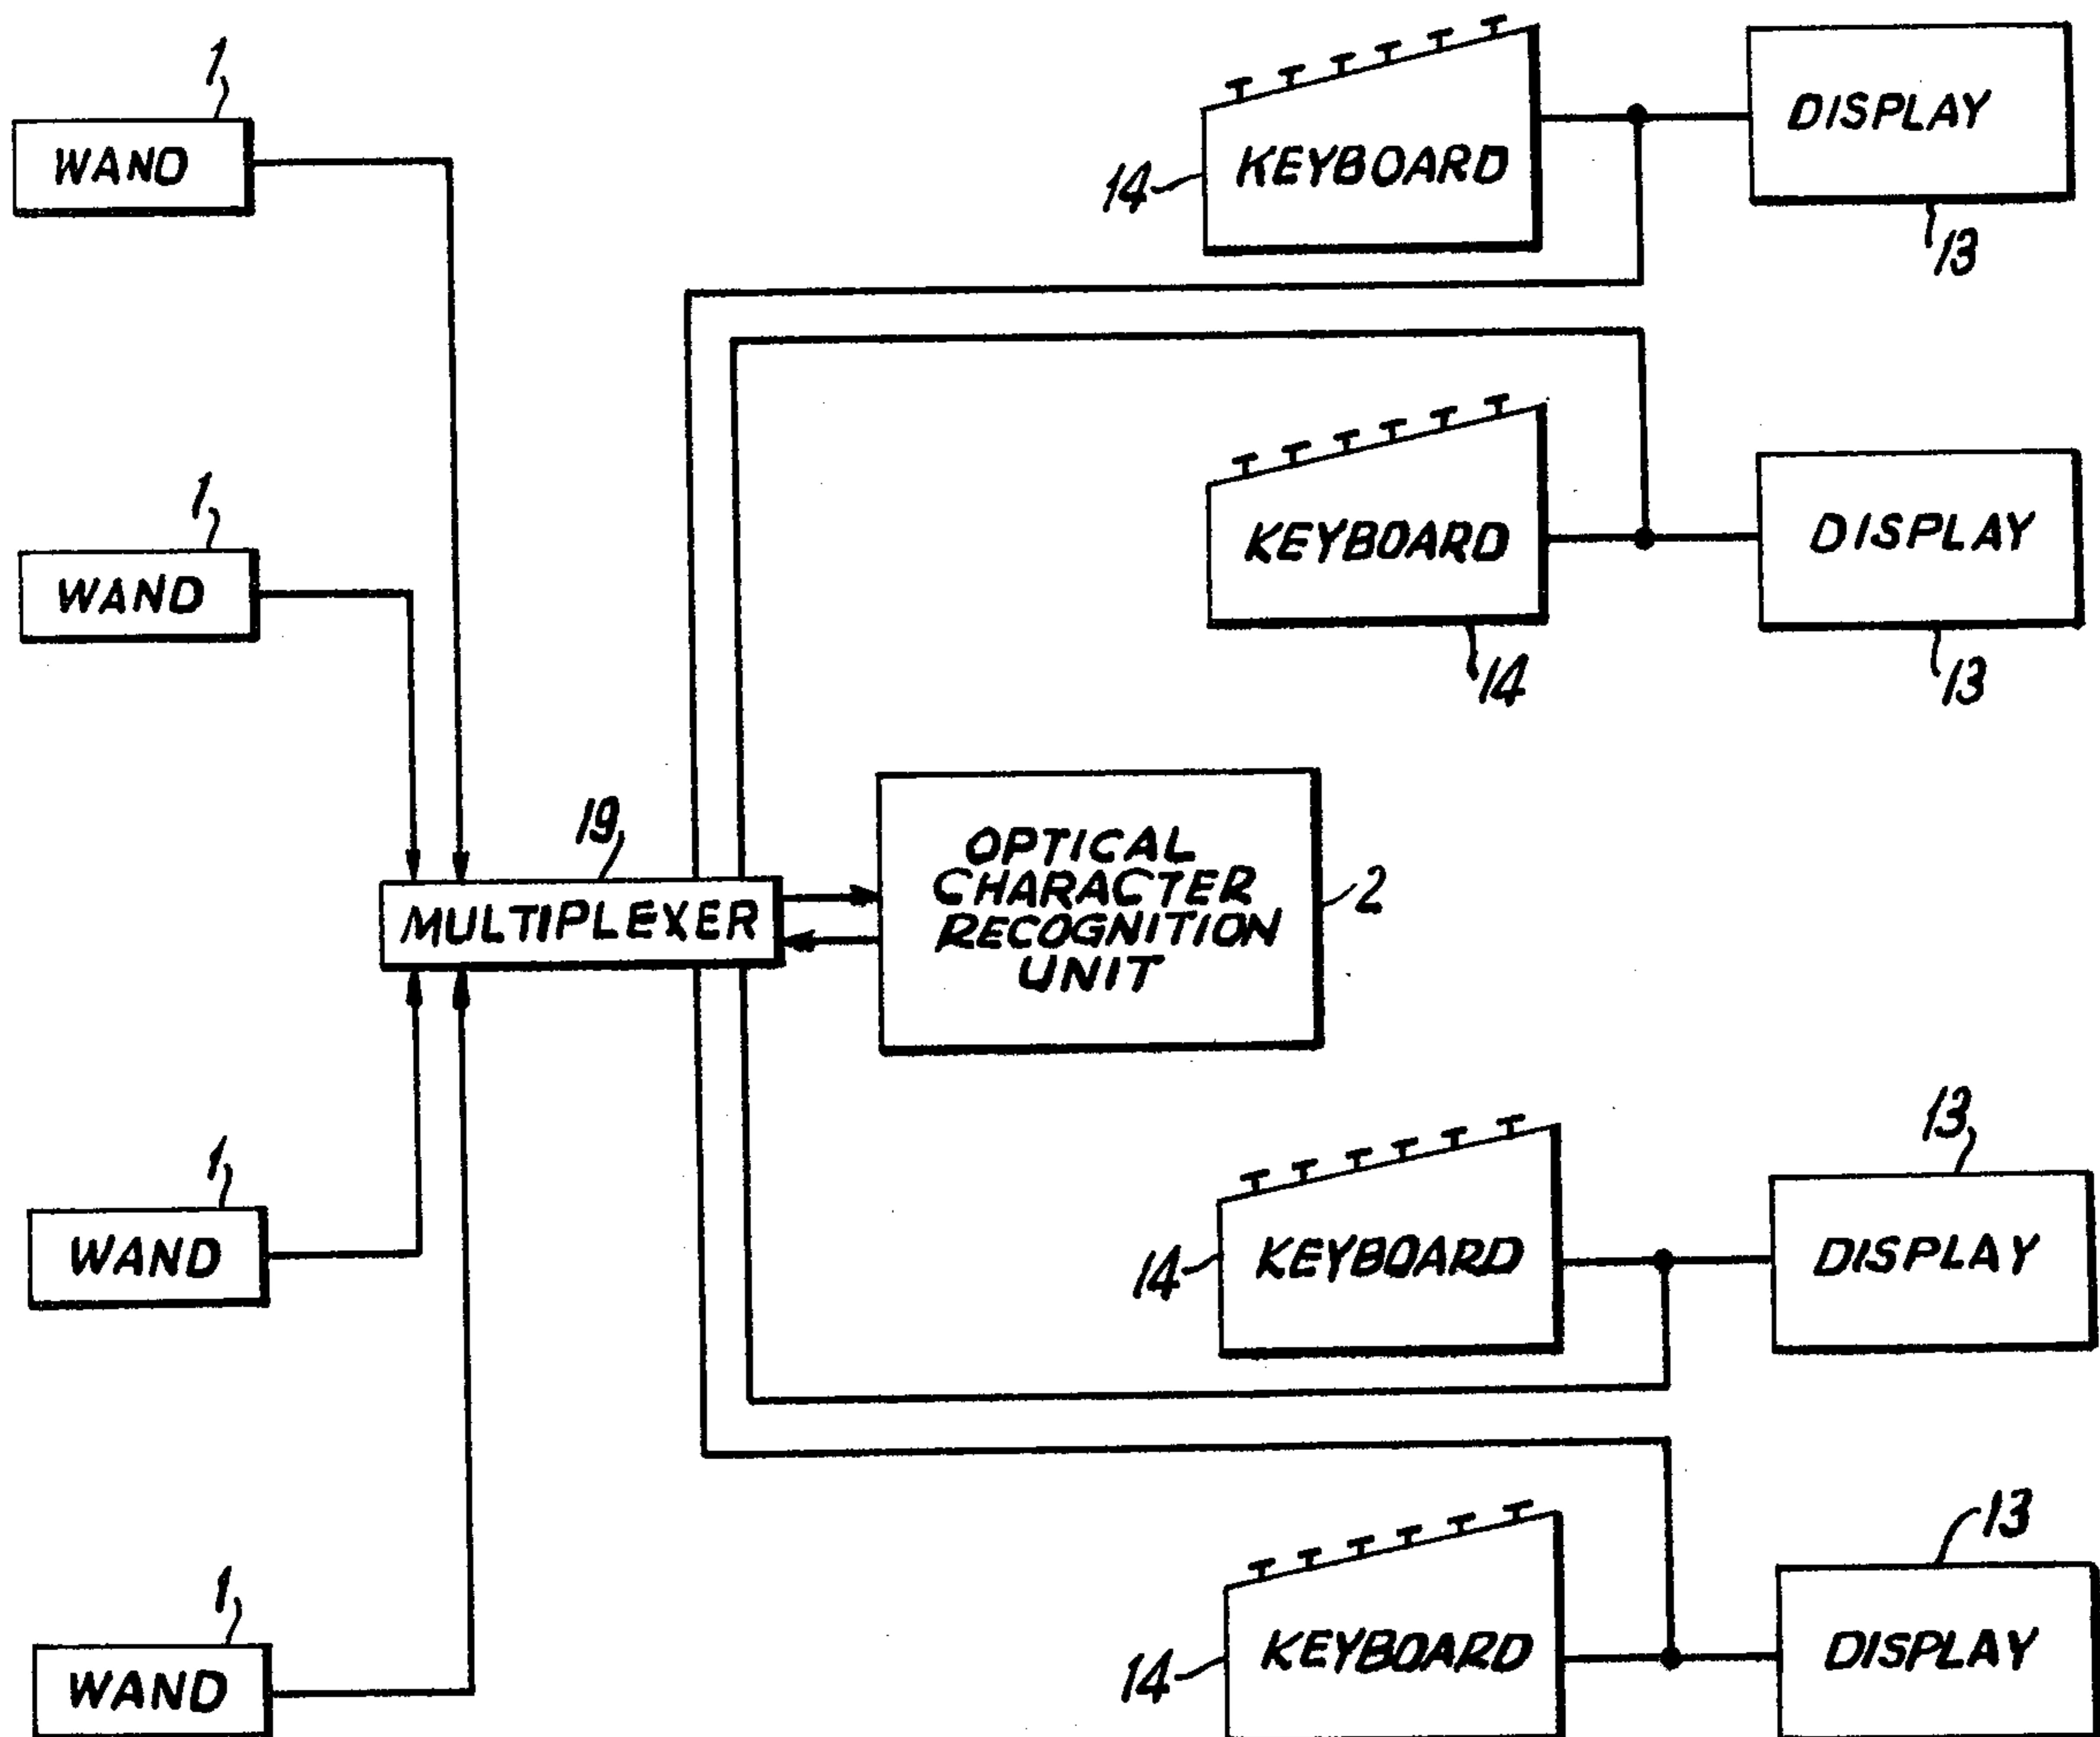 1
WAND
14
KEYBOARD
DISPLAY
13
1
WAND
KEYBOARD
14
DISPLAY
13
19
MULTIPLEXER
OPTICAL
CHARACTER
RECOGNITION
UNIT
2
1
WAND
14
KEYBOARD
13
DISPLAY
1
WAND
14
KEYBOARD
13
DISPLAY